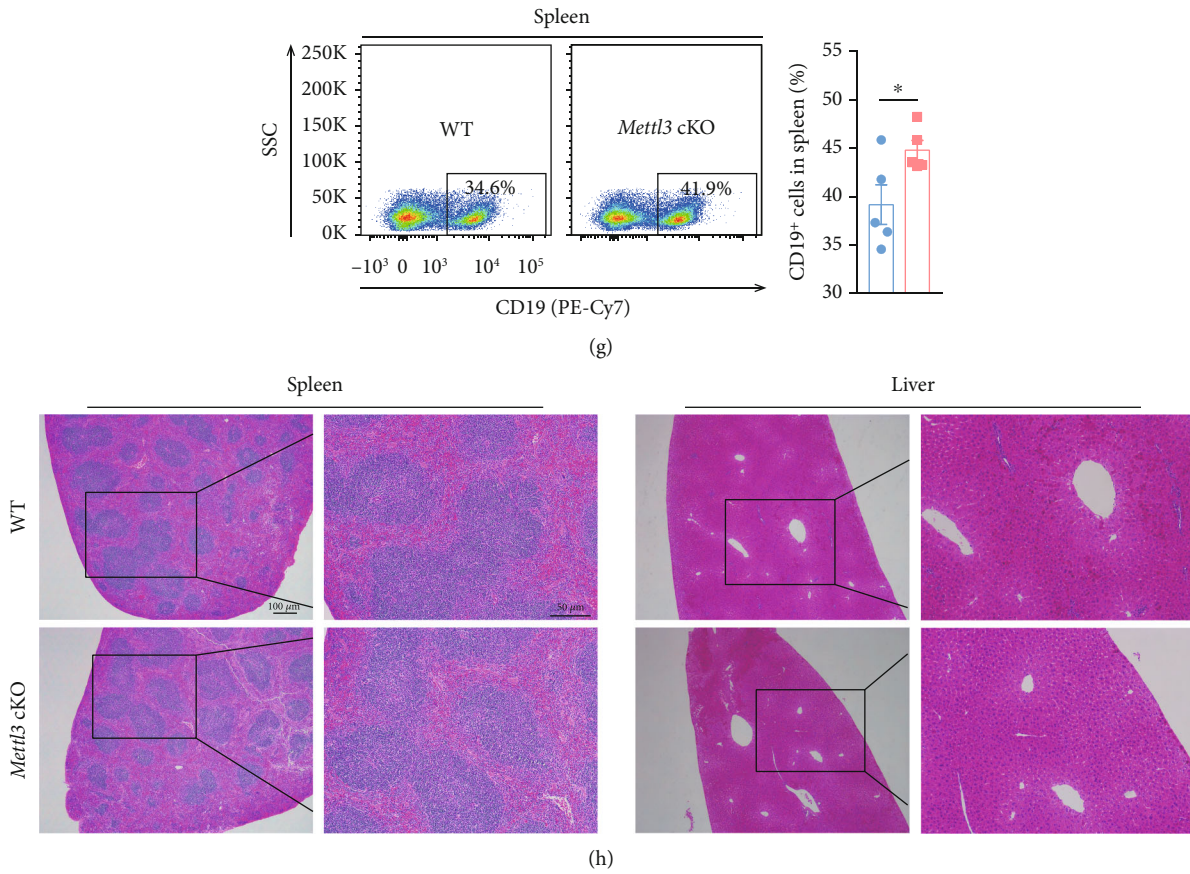 Spleen
250K
200K
150K
100K
50K
0K
SSC
WT
34.6%
Mettl3 cKO
41.9%
–10³ 0 10³ 10⁴ 10⁵
CD19 (PE-Cy7)
CD19⁺ cells in spleen (%)
55
50
45
40
35
30
*
(g)
Spleen
Liver
WT
100 μm
50 μm
Mettl3 cKO
(h)